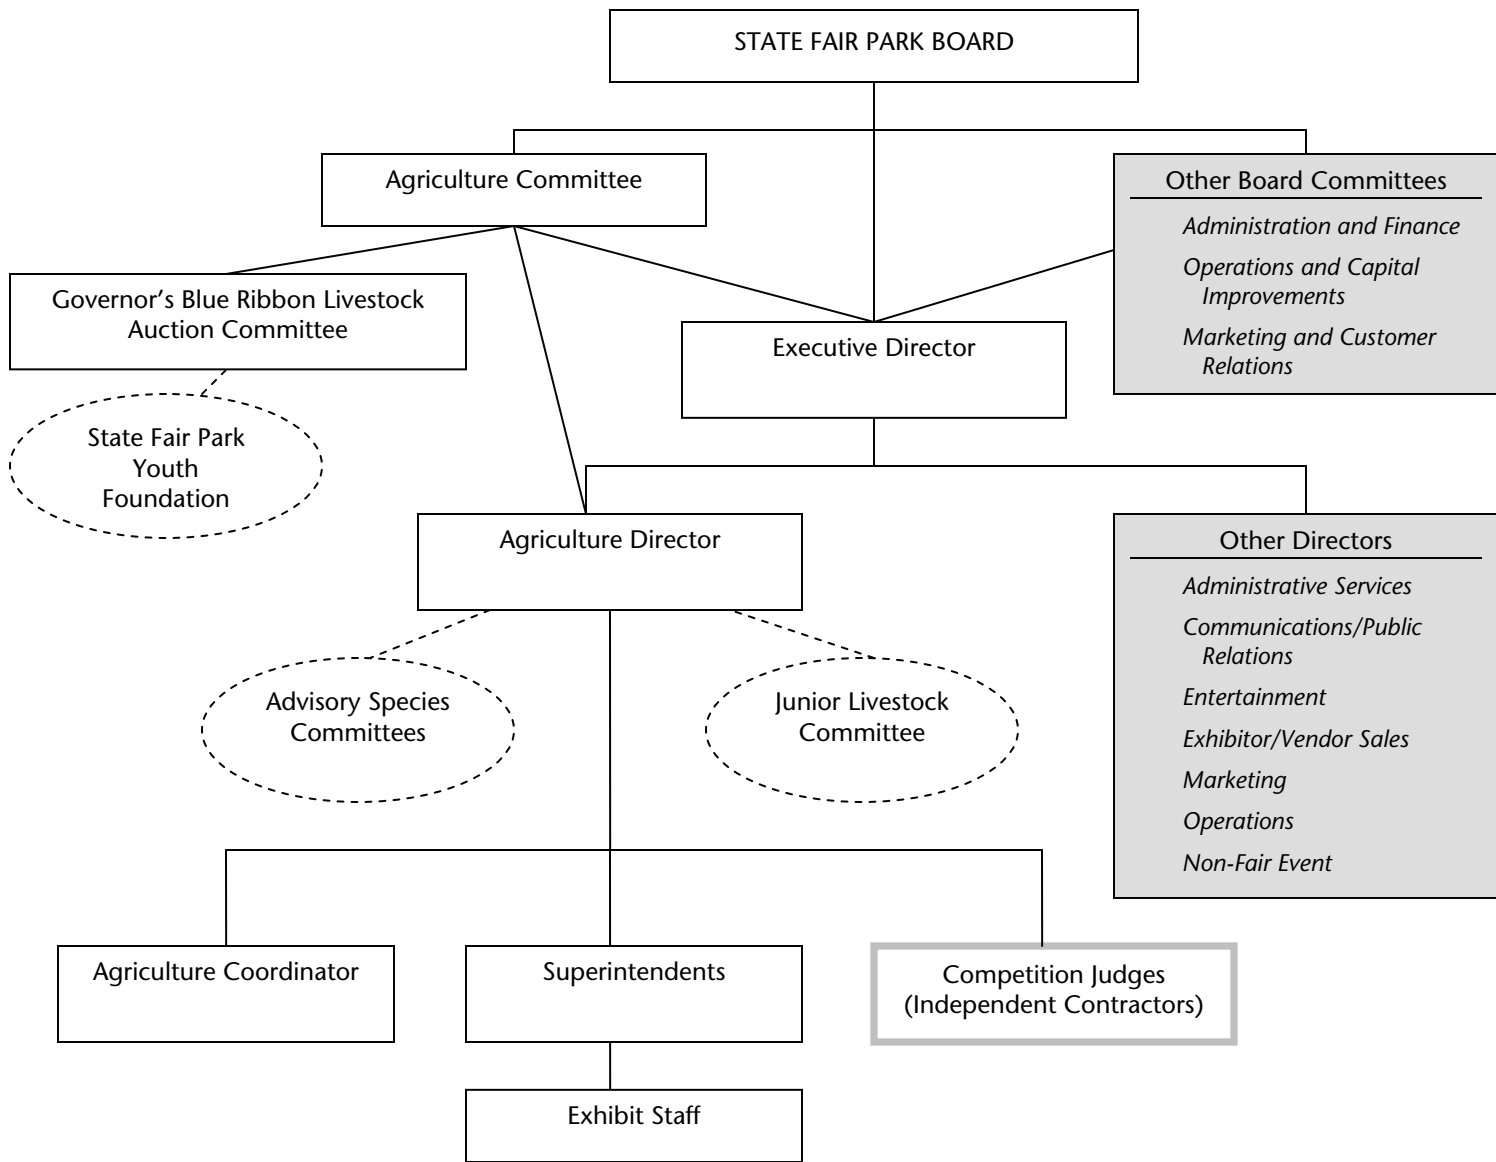 STATE FAIR PARK BOARD
Agriculture Committee
Other Board Committees
Administration and Finance
Operations and Capital
Improvements
Marketing and Customer
Relations
Governor’s Blue Ribbon Livestock
Auction Committee
Executive Director
State Fair Park
Youth
Foundation
Agriculture Director
Other Directors
Administrative Services
Communications/Public
Relations
Entertainment
Exhibitor/Vendor Sales
Marketing
Operations
Non-Fair Event
Advisory Species
Committees
Junior Livestock
Committee
Agriculture Coordinator
Superintendents
Competition Judges
(Independent Contractors)
Exhibit Staff